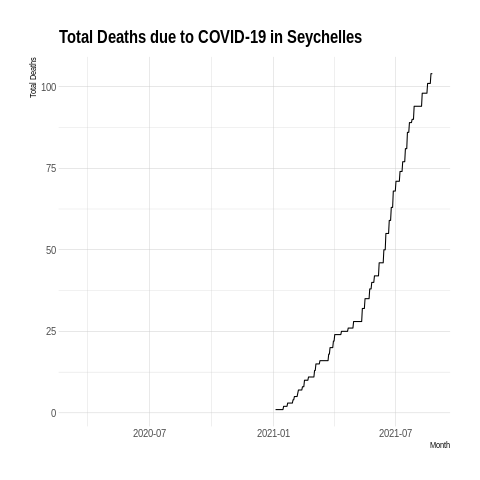 Total Deaths due to COVID-19 in Seychelles
Total Deaths
100
75
50
25
0
2020-07 2021-01 2021-07
Month